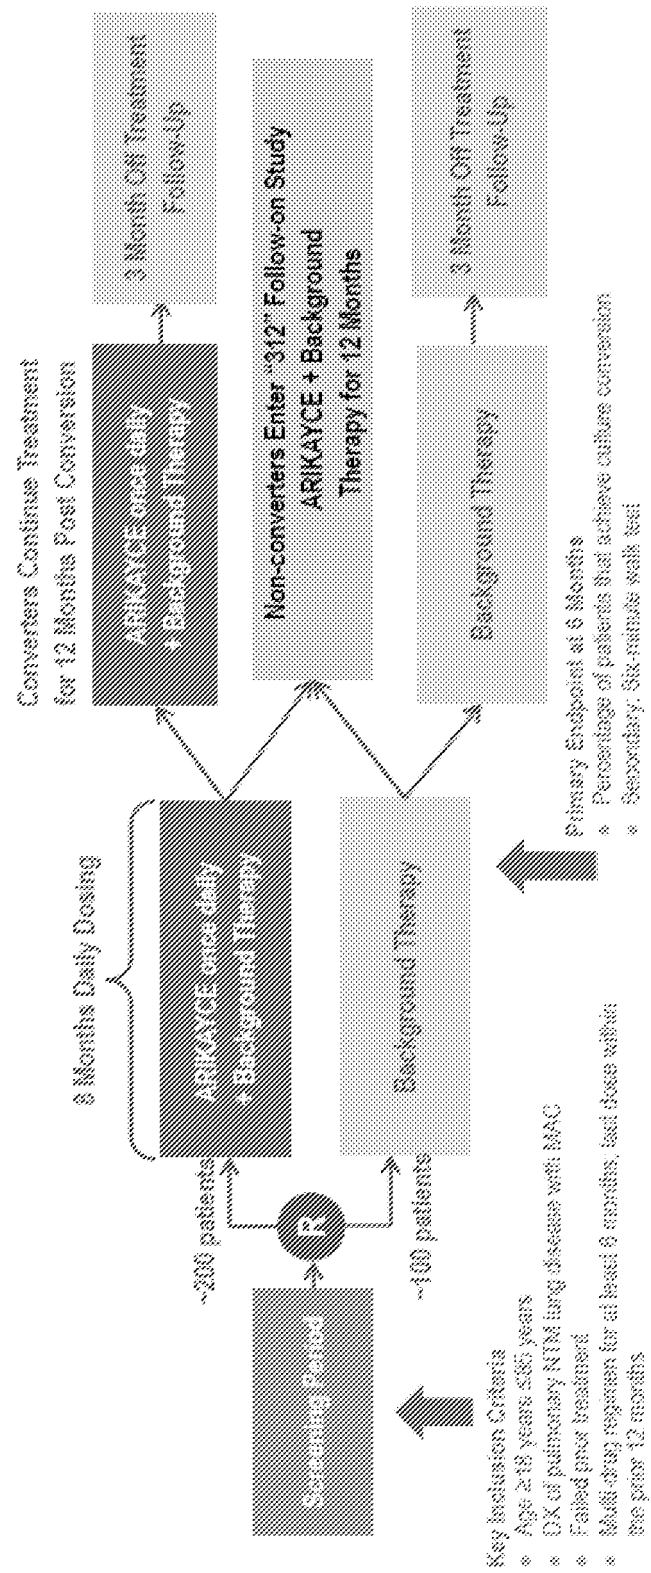 Converters Continue Treatment
for 12 Months Post Conversion
8 Months Daily Dosing
Screening Period
R
~200 patients
~100 patients
ARIKAYCE once daily
+ Background Therapy
Background Therapy
ARIKAYCE once daily
+ Background Therapy
3 Month Off Treatment
Follow-Up
Non-converters Enter "312" Follow-on Study
ARIKAYCE + Background
Therapy for 12 Months
Background Therapy
3 Month Off Treatment
Follow-Up
Key Inclusion Criteria
• Age ≥18 years ≤85 years
• DX of pulmonary NTM lung disease with MAC
• Failed prior treatment
• Multi-drug regimen for at least 6 months; last dose within
the prior 12 months
Primary Endpoint at 6 Months
• Percentage of patients that achieve culture conversion
• Secondary: Six-minute walk test